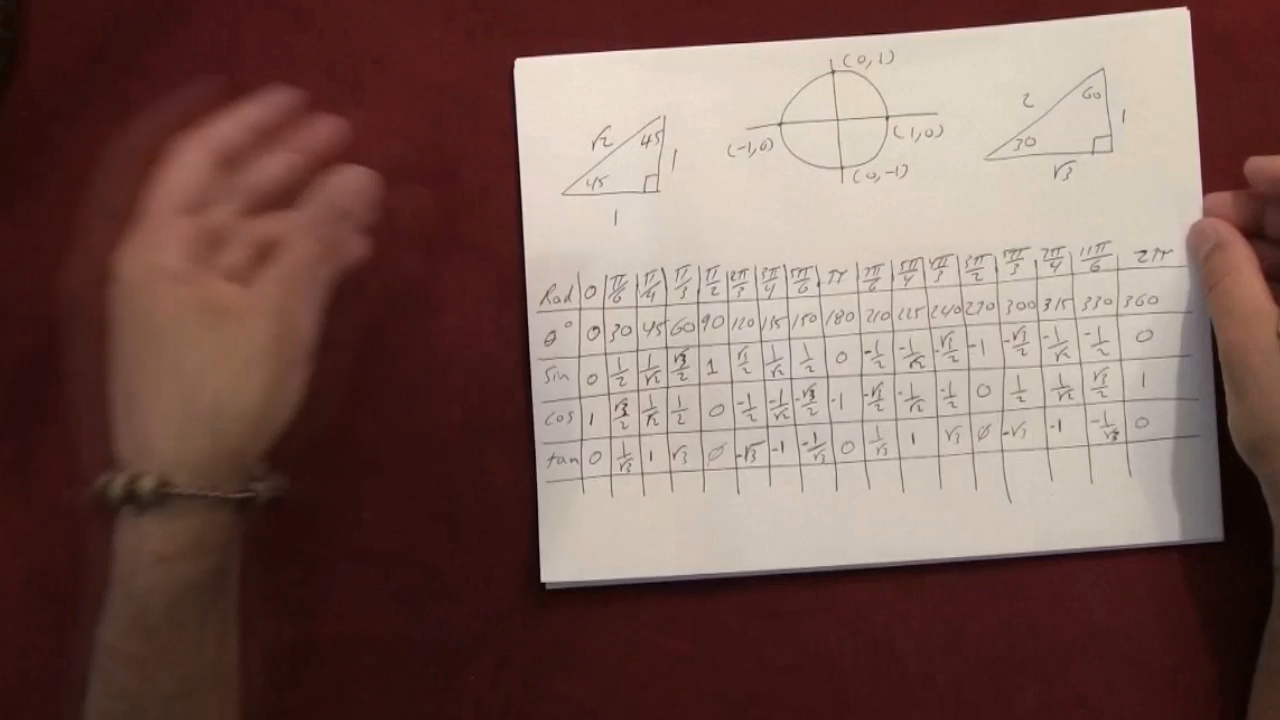 (0,1)
√2 45 1 45 1
(-1,0) (1,0) (0,-1)
2 60 1 30 √3
Rad 0 π/6 π/4 π/3 π/2 2π/3 3π/4 5π/6 π 7π/6 5π/4 4π/3 3π/2 5π/3 7π/4 11π/6 2π
θ° 0 30 45 60 90 120 135 150 180 210 225 240 270 300 315 330 360
Sin 0 1/2 1/√2 √3/2 1 √3/2 1/√2 1/2 0 -1/2 -1/√2 -√3/2 -1 -√3/2 -1/√2 -1/2 0
cos 1 √3/2 1/√2 1/2 0 -1/2 -1/√2 -√3/2 -1 -√3/2 -1/√2 -1/2 0 1/2 1/√2 √3/2 1
tan 0 1/√3 1 √3 ∅ -√3 -1 -1/√3 0 1/√3 1 √3 ∅ -√3 -1 -1/√3 0